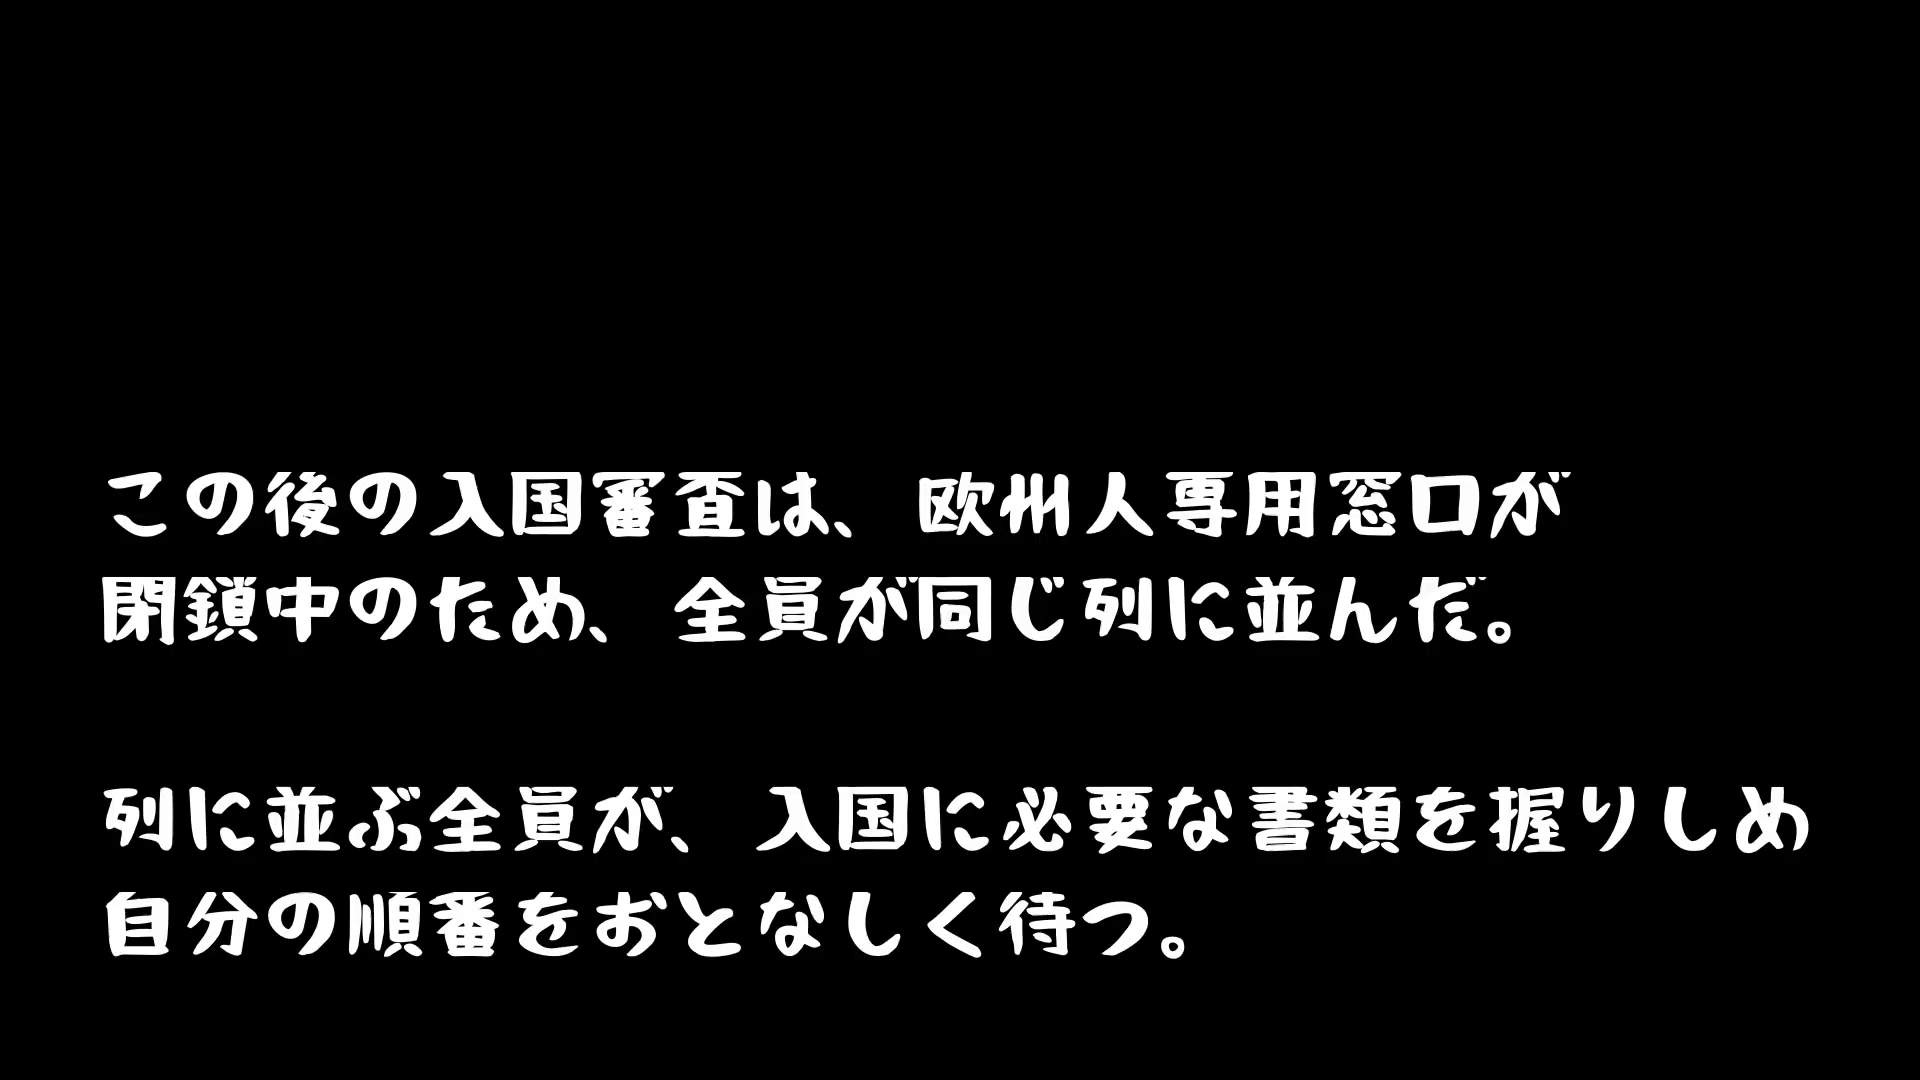 この後の入国審査は、欧州人専用窓口が
閉鎖中のため、全員が同じ列に並んだ。
列に並ぶ全員が、入国に必要な書類を握りしめ
自分の順番をおとなしく待つ。